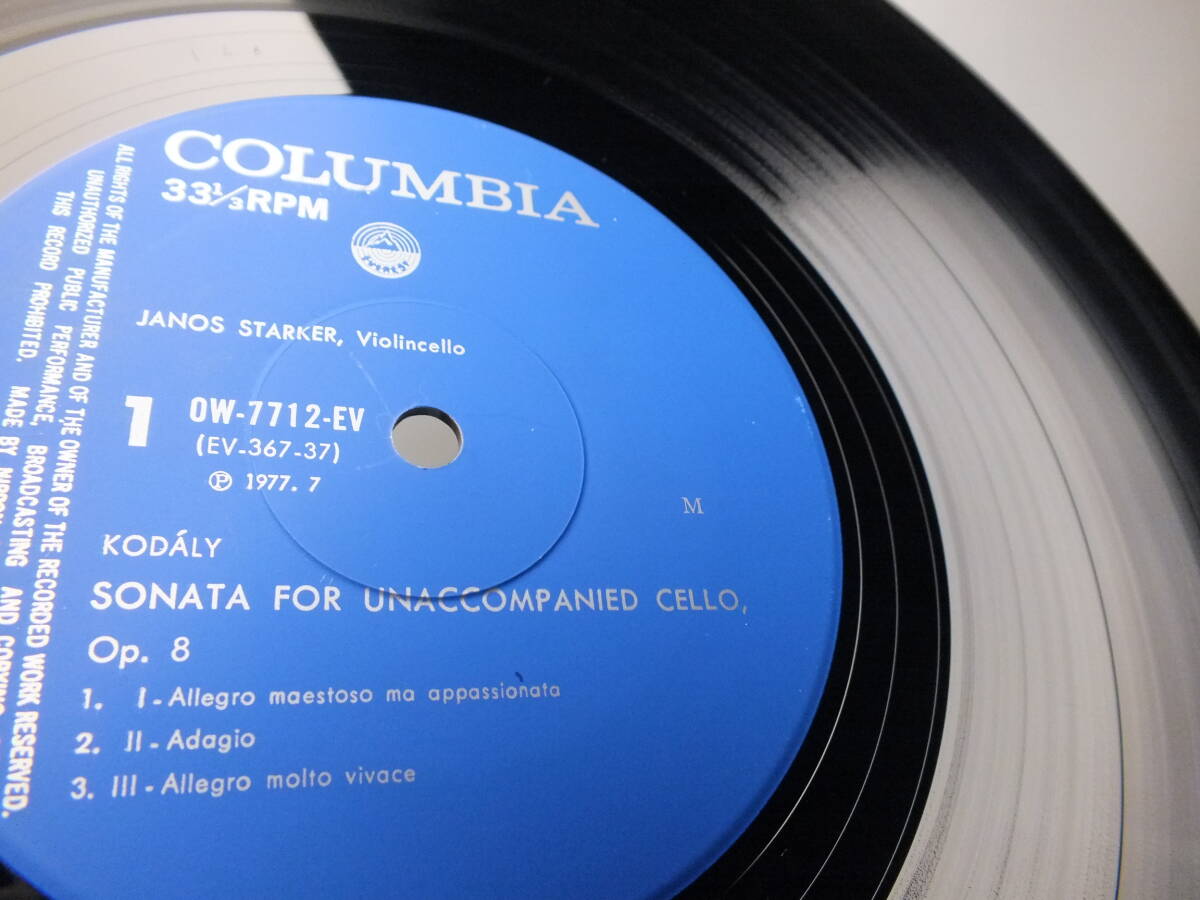 COLUMBIA
33⅓RPM
EVEREST
JANOS STARKER, Violincello
1
OW-7712-EV
(EV-367-37)
℗ 1977. 7
M
KODÁLY
SONATA FOR UNACCOMPANIED CELLO,
Op. 8
1. I-Allegro maestoso ma appassionata
2. II-Adagio
3. III-Allegro molto vivace
ALL RIGHTS OF THE MANUFACTURER AND OF THE OWNER OF THE RECORDED WORK RESERVED.
UNAUTHORIZED PUBLIC PERFORMANCE, BROADCASTING AND
THIS RECORD PROHIBITED. MADE BY